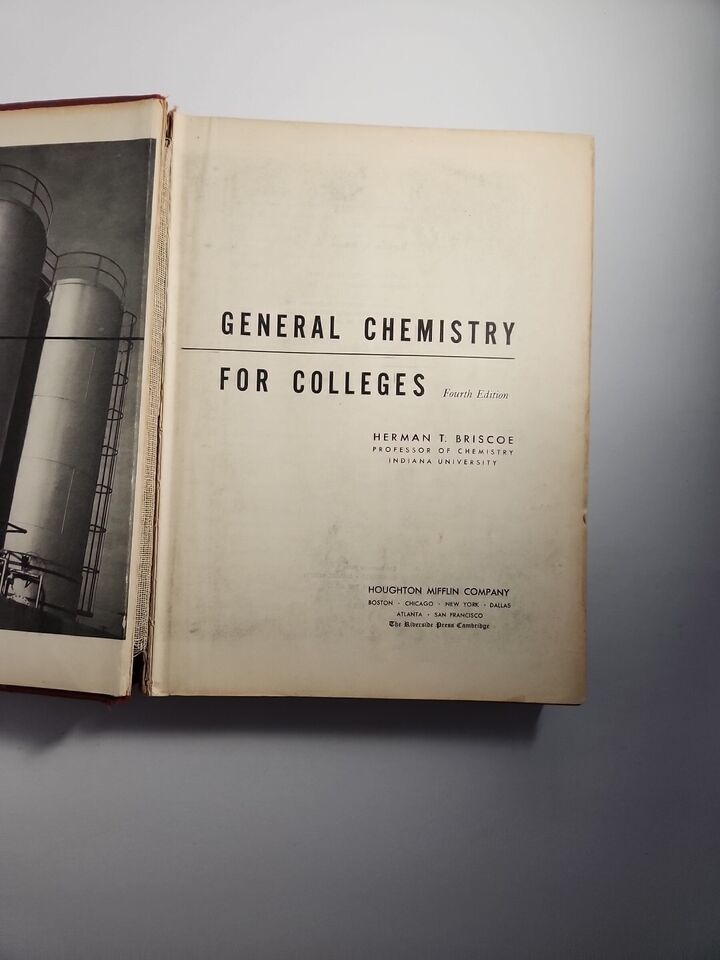 GENERAL CHEMISTRY
FOR COLLEGES Fourth Edition
HERMAN T. BRISCOE
PROFESSOR OF CHEMISTRY
INDIANA UNIVERSITY
HOUGHTON MIFFLIN COMPANY
BOSTON · CHICAGO · NEW YORK · DALLAS
ATLANTA · SAN FRANCISCO
The Riverside Press Cambridge